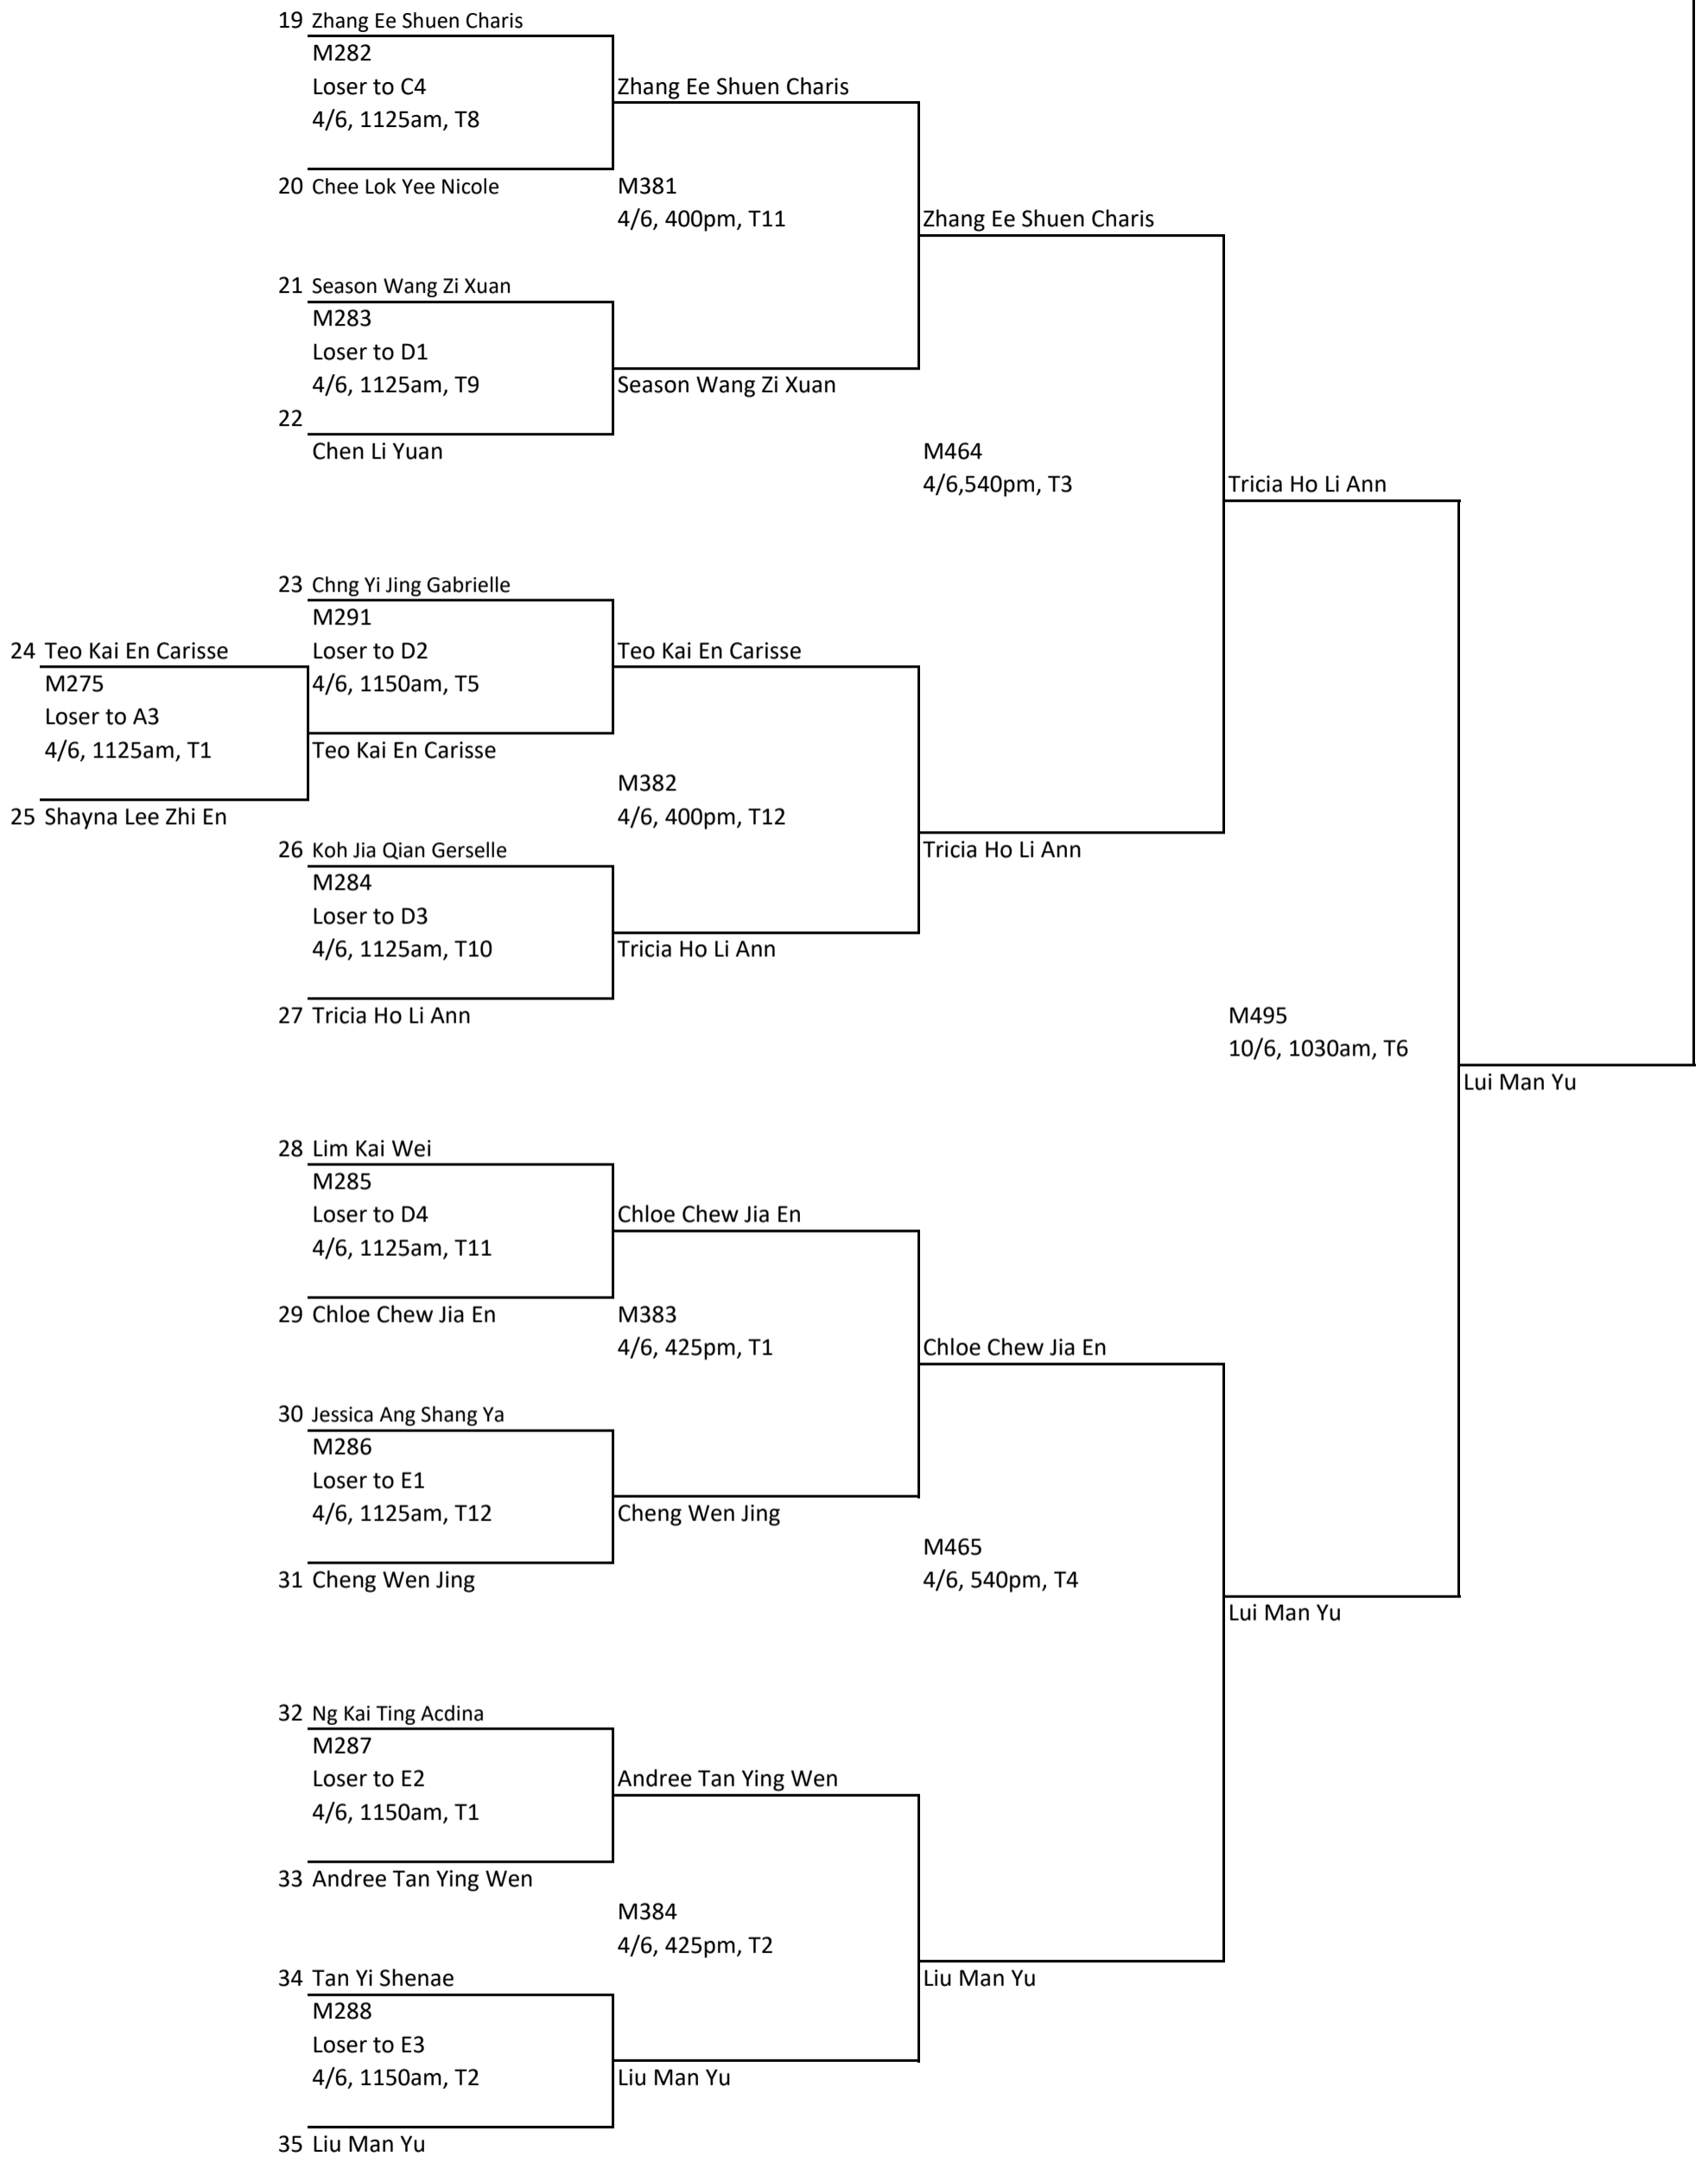 19 Zhang Ee Shuen Charis
M282
Loser to C4
Zhang Ee Shuen Charis
4/6, 1125am, T8
20 Chee Lok Yee Nicole
M381
4/6, 400pm, T11
Zhang Ee Shuen Charis
21 Season Wang Zi Xuan
M283
Loser to D1
4/6, 1125am, T9
Season Wang Zi Xuan
22
Chen Li Yuan
M464
4/6,540pm, T3
Tricia Ho Li Ann
23 Chng Yi Jing Gabrielle
M291
24 Teo Kai En Carisse
Loser to D2
Teo Kai En Carisse
M275
4/6, 1150am, T5
Loser to A3
4/6, 1125am, T1
Teo Kai En Carisse
M382
25 Shayna Lee Zhi En
4/6, 400pm, T12
26 Koh Jia Qian Gerselle
Tricia Ho Li Ann
M284
Loser to D3
4/6, 1125am, T10
Tricia Ho Li Ann
27 Tricia Ho Li Ann
M495
10/6, 1030am, T6
Lui Man Yu
28 Lim Kai Wei
M285
Loser to D4
Chloe Chew Jia En
4/6, 1125am, T11
29 Chloe Chew Jia En
M383
4/6, 425pm, T1
Chloe Chew Jia En
30 Jessica Ang Shang Ya
M286
Loser to E1
4/6, 1125am, T12
Cheng Wen Jing
M465
31 Cheng Wen Jing
4/6, 540pm, T4
Lui Man Yu
32 Ng Kai Ting Acdina
M287
Loser to E2
Andree Tan Ying Wen
4/6, 1150am, T1
33 Andree Tan Ying Wen
M384
4/6, 425pm, T2
34 Tan Yi Shenae
Liu Man Yu
M288
Loser to E3
4/6, 1150am, T2
Liu Man Yu
35 Liu Man Yu